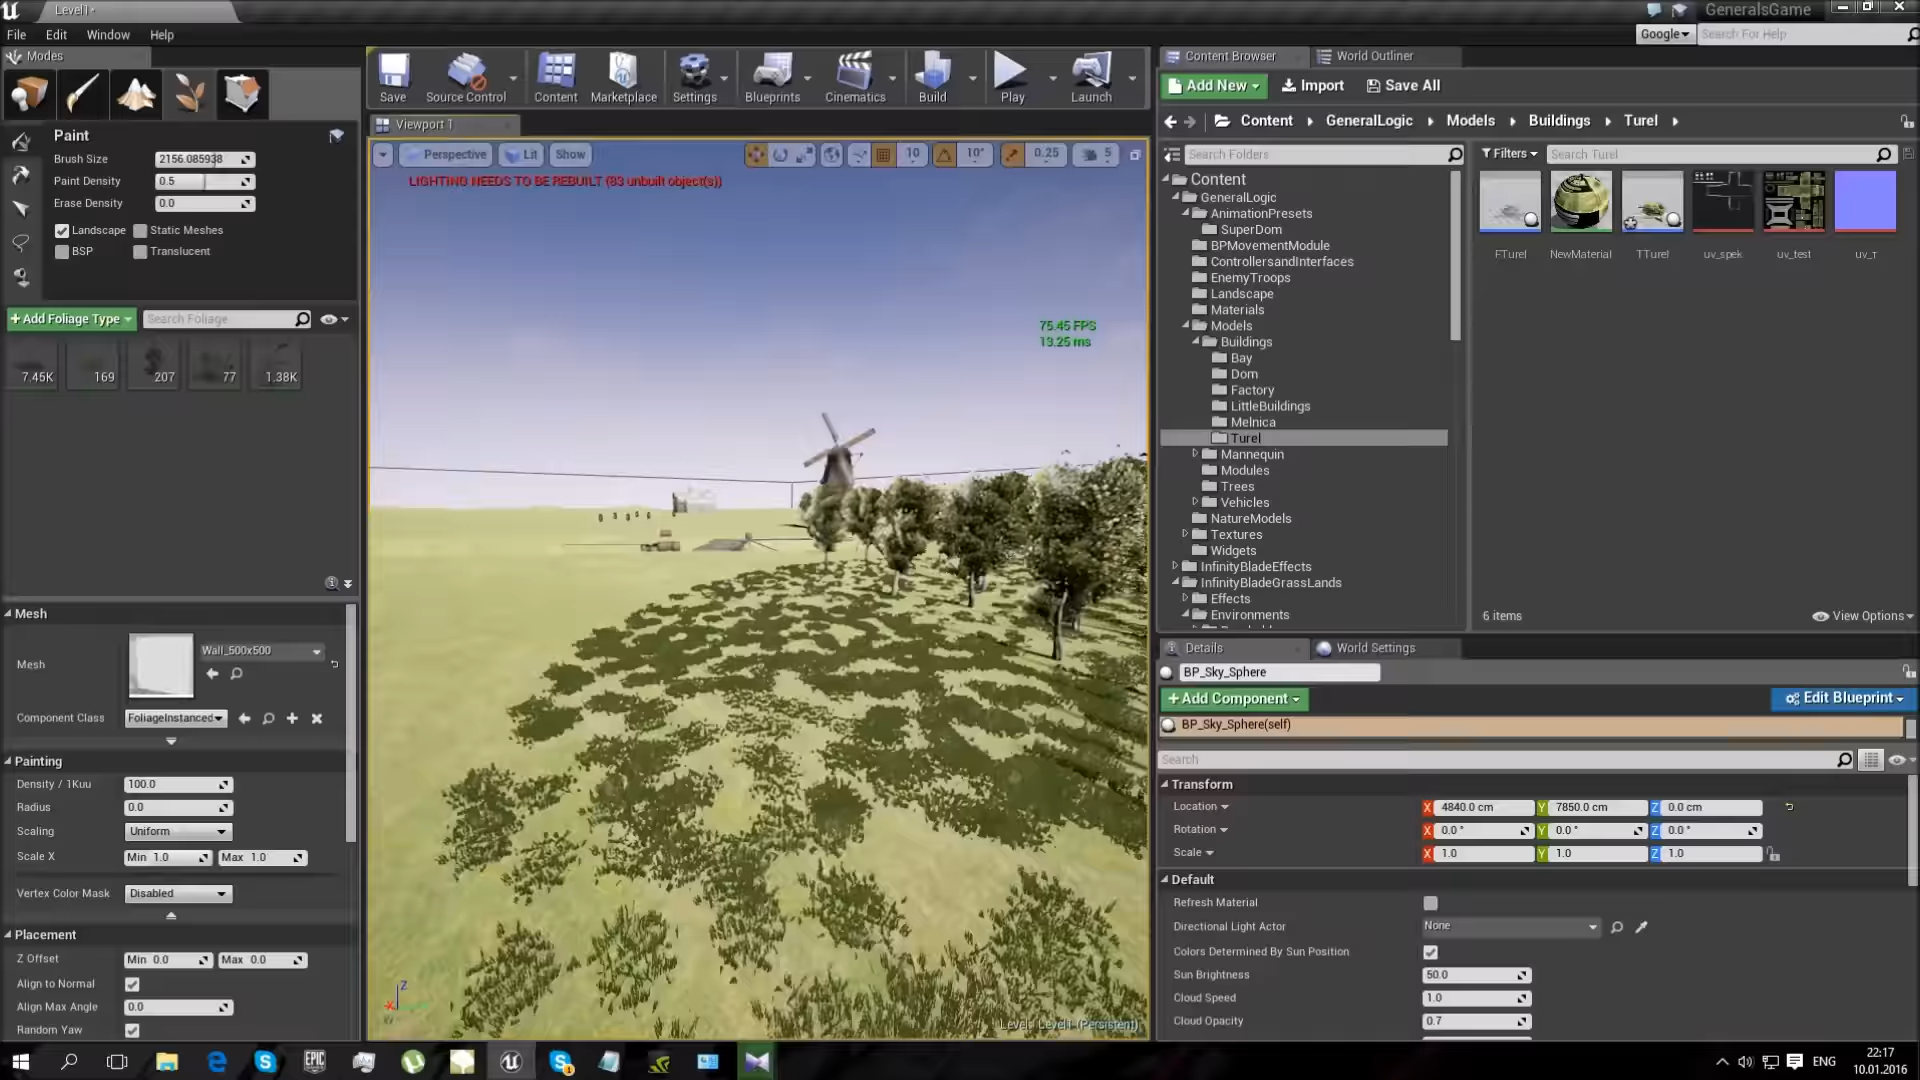 Level1*
GeneralsGame
File Edit Window Help
Google
Search For Help
Modes
Save
Source Control
Content
Marketplace
Settings
Blueprints
Cinematics
Build
Play
Launch
Content Browser
World Outliner
Add New
Import
Save All
Content
GeneralLogic
Models
Buildings
Turel
Paint
Brush Size 2156.085938
Paint Density 0.5
Erase Density 0.0
Landscape Static Meshes
BSP Translucent
+Add Foliage Type
Search Foliage
7.45K 169 207 77 1.38K
Viewport 1
Perspective Lit Show
10 10° 0.25 5
LIGHTING NEEDS TO BE REBUILT (83 unbuilt object(s))
75.45 FPS
13.25 ms
Level: Level1 (Persistent)
X
Z
Search Folders
Filters
Search Turel
Content
GeneralLogic
AnimationPresets
SuperDom
BPMovementModule
ControllersandInterfaces
EnemyTroops
Landscape
Materials
Models
Buildings
Bay
Dom
Factory
LittleBuildings
Melnica
Turel
Mannequin
Modules
Trees
Vehicles
NatureModels
Textures
Widgets
InfinityBladeEffects
InfinityBladeGrassLands
Effects
Environments
FTurel NewMaterial TTurel uv_spek uv_test uv_т
6 items
View Options
Mesh
Mesh
Wall_500x500
Component Class FoliageInstanced
Painting
Density / 1Kuu 100.0
Radius 0.0
Scaling Uniform
Scale X Min 1.0 Max 1.0
Vertex Color Mask Disabled
Placement
Z Offset Min 0.0 Max 0.0
Align to Normal
Align Max Angle 0.0
Random Yaw
Details
World Settings
BP_Sky_Sphere
+Add Component
Edit Blueprint
BP_Sky_Sphere(self)
Search
Transform
Location X 4840.0 cm Y 7850.0 cm Z 0.0 cm
Rotation X 0.0 ° Y 0.0 ° Z 0.0 °
Scale X 1.0 Y 1.0 Z 1.0
Default
Refresh Material
Directional Light Actor None
Colors Determined By Sun Position
Sun Brightness 50.0
Cloud Speed 1.0
Cloud Opacity 0.7
EPIC
GAMES
ENG
22:17
10.01.2016